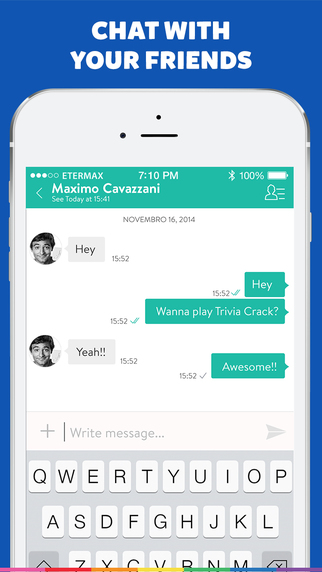 CHAT WITH
YOUR FRIENDS
ETERMAX 7:10 PM 100%
Maximo Cavazzani
See Today at 15:41
NOVEMBRO 16, 2014
Hey
15:52
Hey
15:52
Wanna play Trivia Crack?
15:52
Yeah!!
15:52
Awesome!!
15:52
Write message...
Q W E R T Y U I O P
A S D F G H J K L
Z X C V B N M